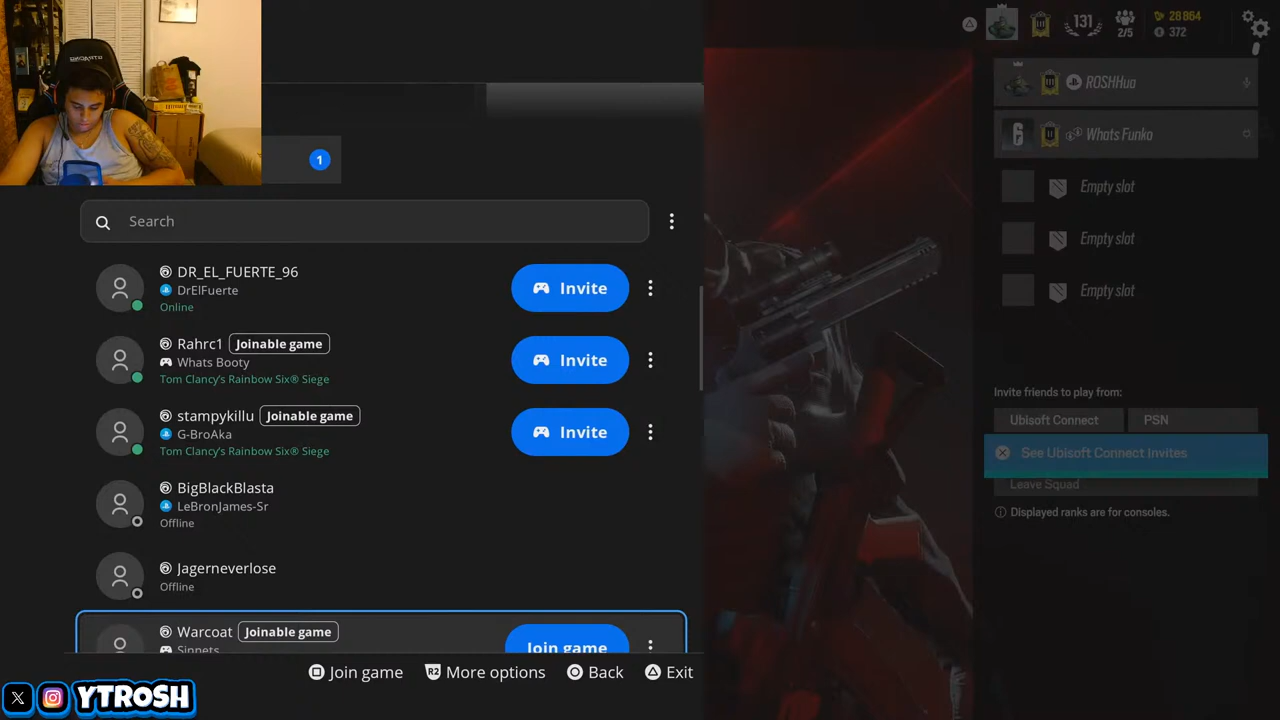 131
2/5
28 864
372
ROSHHua
Whats Funko
Empty slot
Empty slot
Empty slot
1
Search
DR_EL_FUERTE_96
DrElFuerte
Online
Invite
Rahrc1 Joinable game
Whats Booty
Tom Clancy's Rainbow Six® Siege
Invite
stampykillu Joinable game
G-BroAka
Tom Clancy's Rainbow Six® Siege
Invite
BigBlackBlasta
LeBronJames-Sr
Offline
Jagerneverlose
Offline
Warcoat Joinable game
Sinnets
Join game
Invite friends to play from:
Ubisoft Connect
PSN
See Ubisoft Connect Invites
Leave Squad
Displayed ranks are for consoles.
Join game
R2 More options
Back
Exit
YTROSH